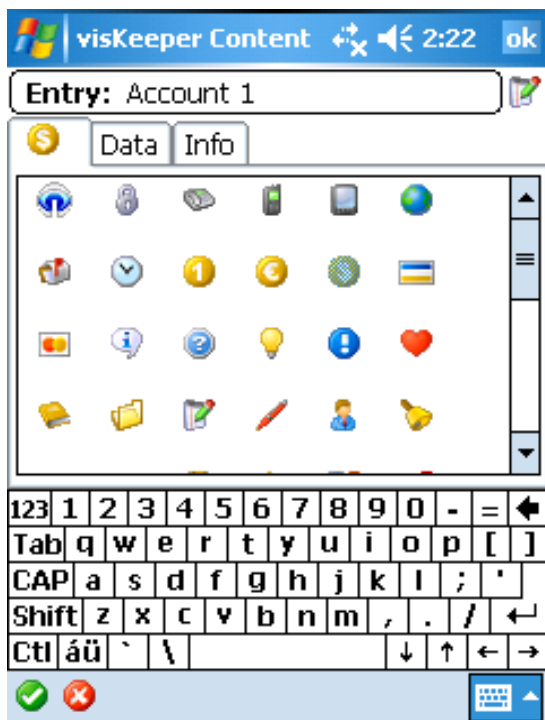 visKeeper Content 2:22 ok
Entry: Account 1
Data Info
123 1 2 3 4 5 6 7 8 9 0 - =
Tab q w e r t y u i o p [ ]
CAP a s d f g h j k l ; '
Shift z x c v b n m , . /
Ctl áü ` \